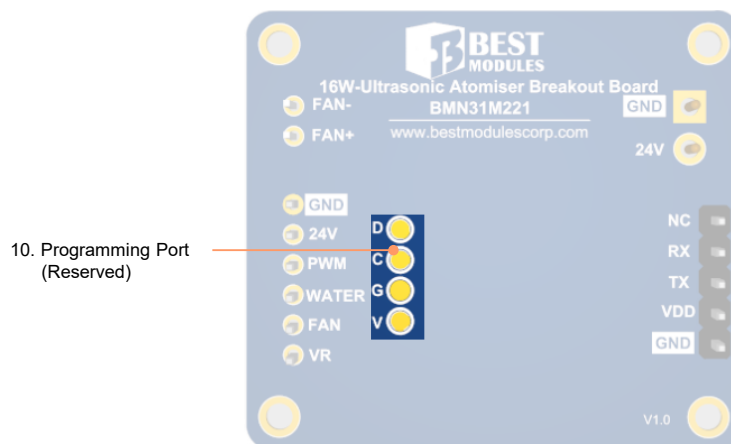 BEST
MODULES
16W-Ultrasonic Atomiser Breakout Board
FAN-
BMN31M221
GND
FAN+
www.bestmodulescorp.com
24V
GND
24V
PWM
WATER
FAN
VR
D
C
G
V
NC
RX
TX
VDD
GND
V1.0
10. Programming Port
(Reserved)